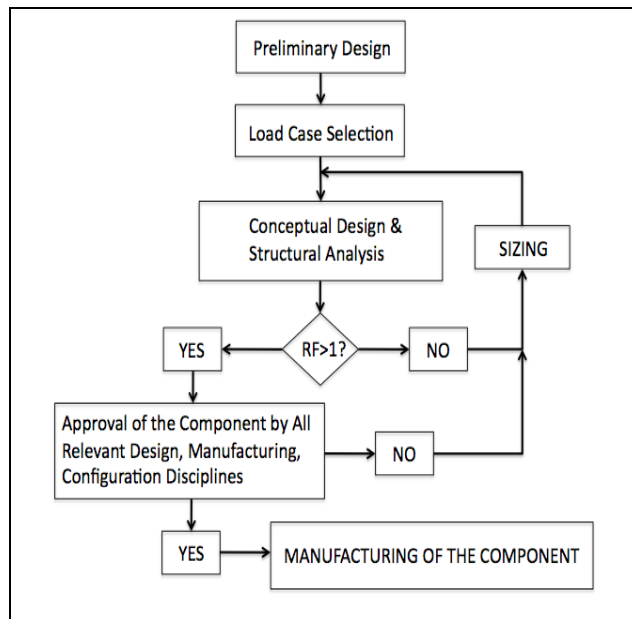 Preliminary Design
Load Case Selection
Conceptual Design &
Structural Analysis
SIZING
YES
RF>1?
NO
Approval of the Component by All
Relevant Design, Manufacturing,
Configuration Disciplines
NO
YES
MANUFACTURING OF THE COMPONENT